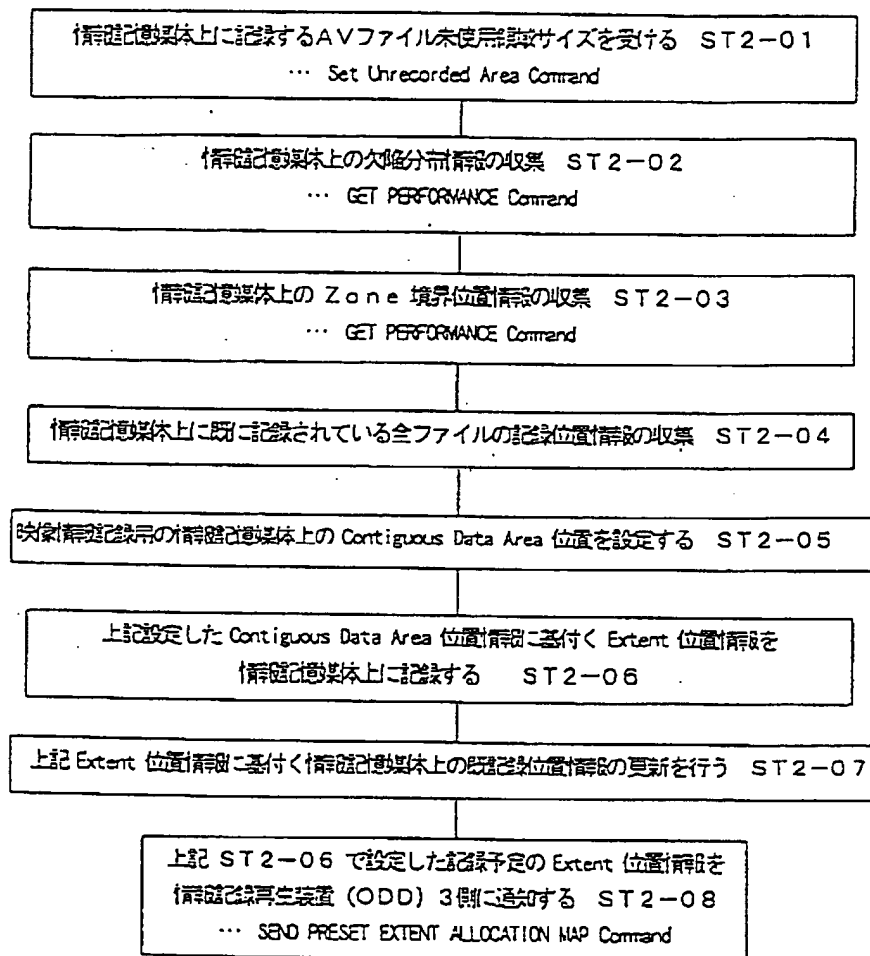 情報記憶媒体上に記録するAVファイル未使用領域サイズを受ける ST2-01
… Set Unrecorded Area Command
情報記憶媒体上の欠陥分布情報の収集 ST2-02
… GET PERFORMANCE Command
情報記憶媒体上の Zone 境界位置情報の収集 ST2-03
… GET PERFORMANCE Command
情報記憶媒体上に既に記録されている全ファイルの記録位置情報の収集 ST2-04
映像情報記録用の情報記憶媒体上の Contiguous Data Area 位置を設定する ST2-05
上記設定した Contiguous Data Area 位置情報に基付く Extent 位置情報を
情報記憶媒体上に記録する ST2-06
上記 Extent 位置情報に基付く情報記憶媒体上の既記録位置情報の更新を行う ST2-07
上記 ST2-06 で設定した記録予定の Extent 位置情報を
情報記録再生装置 (ODD) 3側に通知する ST2-08
… SEND PRESET EXTENT ALLOCATION MAP Command